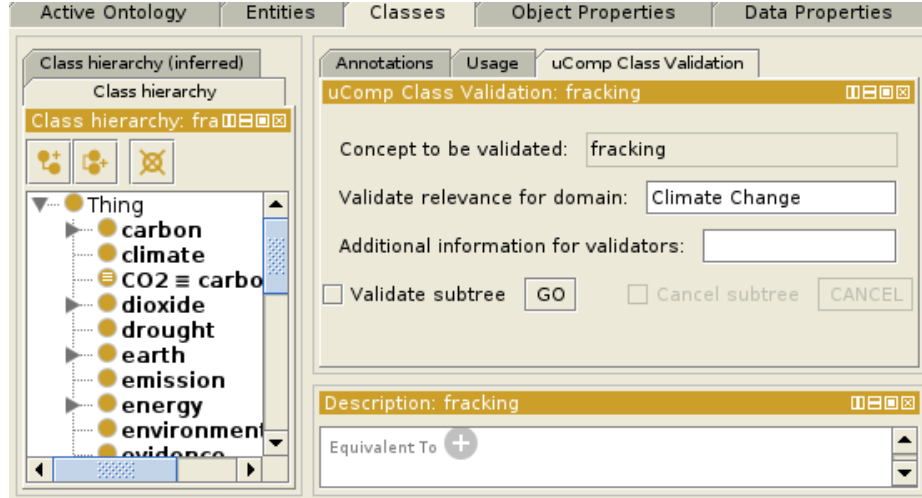 Active Ontology Entities Classes Object Properties Data Properties
Class hierarchy (inferred)
Class hierarchy
Class hierarchy: fra
Thing
carbon
climate
CO2 ≡ carbo
dioxide
drought
earth
emission
energy
environment
evidence
Annotations Usage uComp Class Validation
uComp Class Validation: fracking
Concept to be validated: fracking
Validate relevance for domain: Climate Change
Additional information for validators:
Validate subtree GO Cancel subtree CANCEL
Description: fracking
Equivalent To